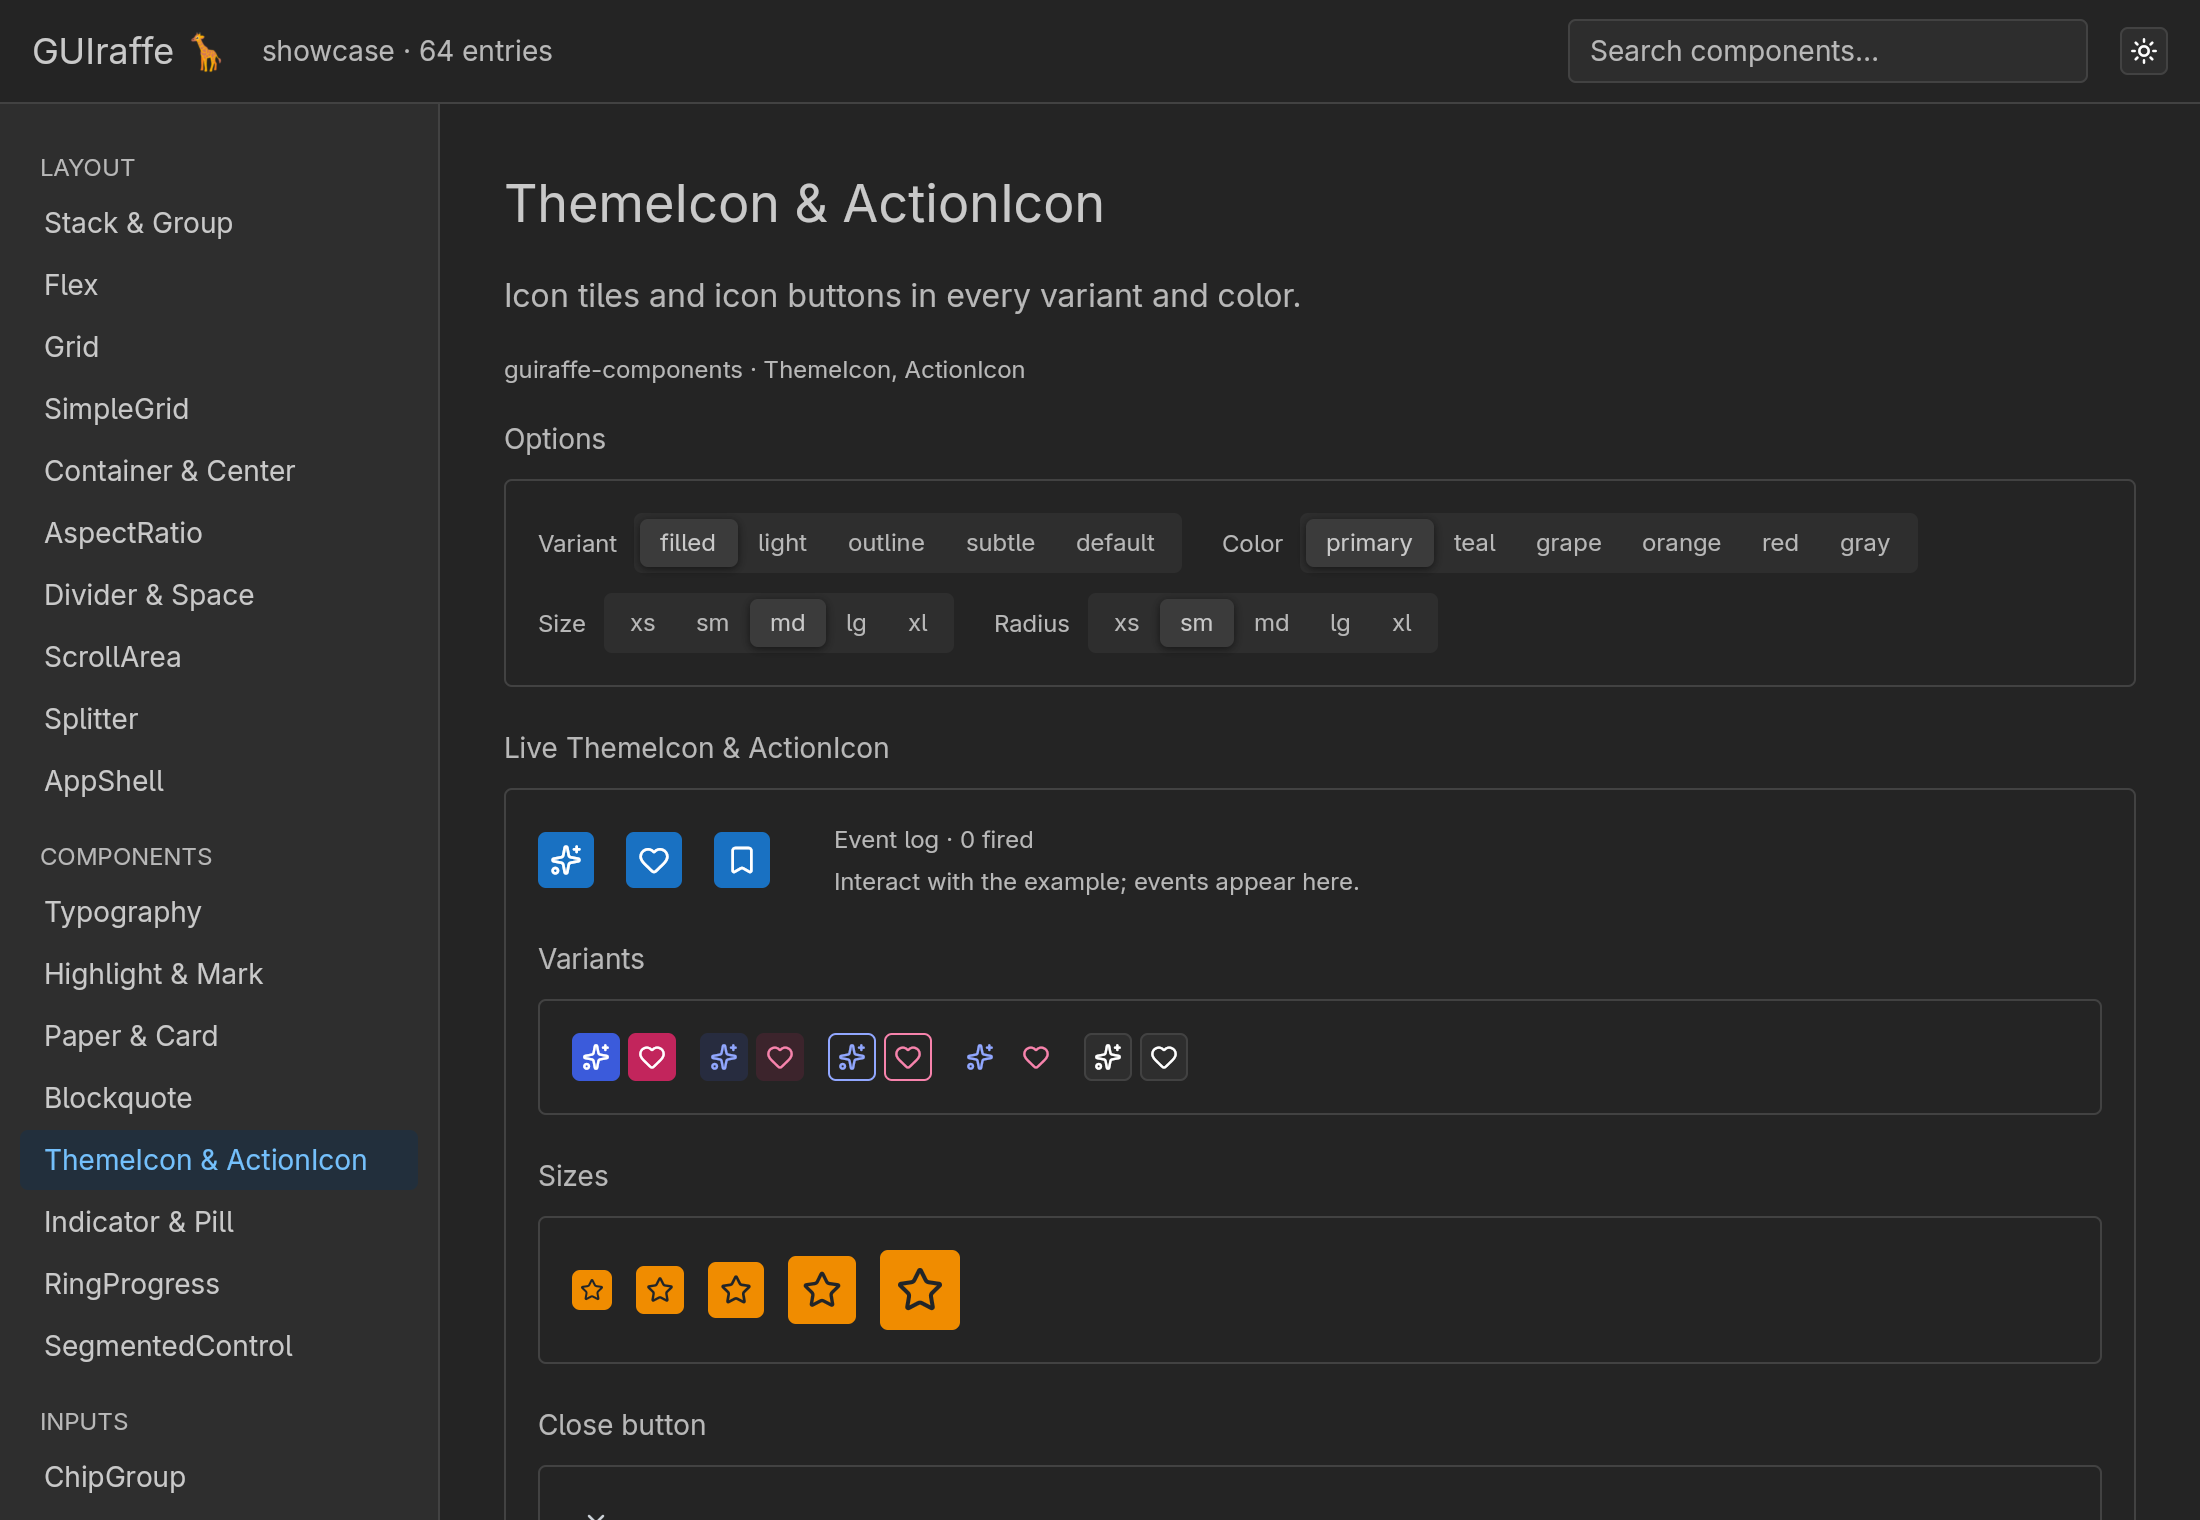 GUIraffe showcase · 64 entries
Search components...
LAYOUT
Stack & Group
Flex
Grid
SimpleGrid
Container & Center
AspectRatio
Divider & Space
ScrollArea
Splitter
AppShell
COMPONENTS
Typography
Highlight & Mark
Paper & Card
Blockquote
ThemeIcon & ActionIcon
Indicator & Pill
RingProgress
SegmentedControl
INPUTS
ChipGroup
ThemeIcon & ActionIcon
Icon tiles and icon buttons in every variant and color.
guiraffe-components · ThemeIcon, ActionIcon
Options
Variant filled light outline subtle default Color primary teal grape orange red gray
Size xs sm md lg xl Radius xs sm md lg xl
Live ThemeIcon & ActionIcon
Event log · 0 fired
Interact with the example; events appear here.
Variants
Sizes
Close button